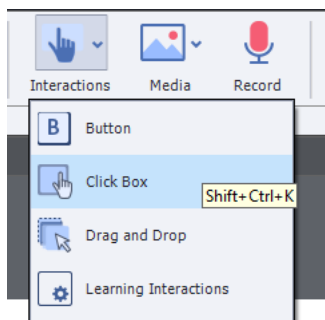 Interactions Media Record
B Button
Click Box
Shift+Ctrl+K
Drag and Drop
Learning Interactions